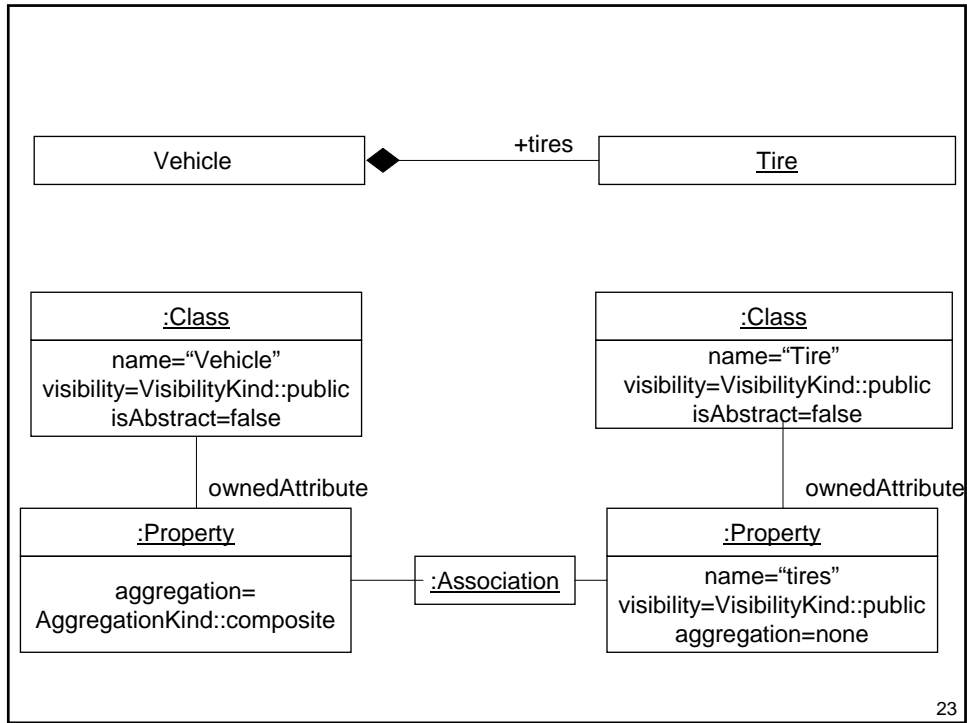 Vehicle
+tires
Tire
:Class
name=“Vehicle”
visibility=VisibilityKind::public
isAbstract=false
:Class
name=“Tire”
visibility=VisibilityKind::public
isAbstract=false
ownedAttribute
ownedAttribute
:Property
aggregation=
AggregationKind::composite
:Association
:Property
name=“tires”
visibility=VisibilityKind::public
aggregation=none
23